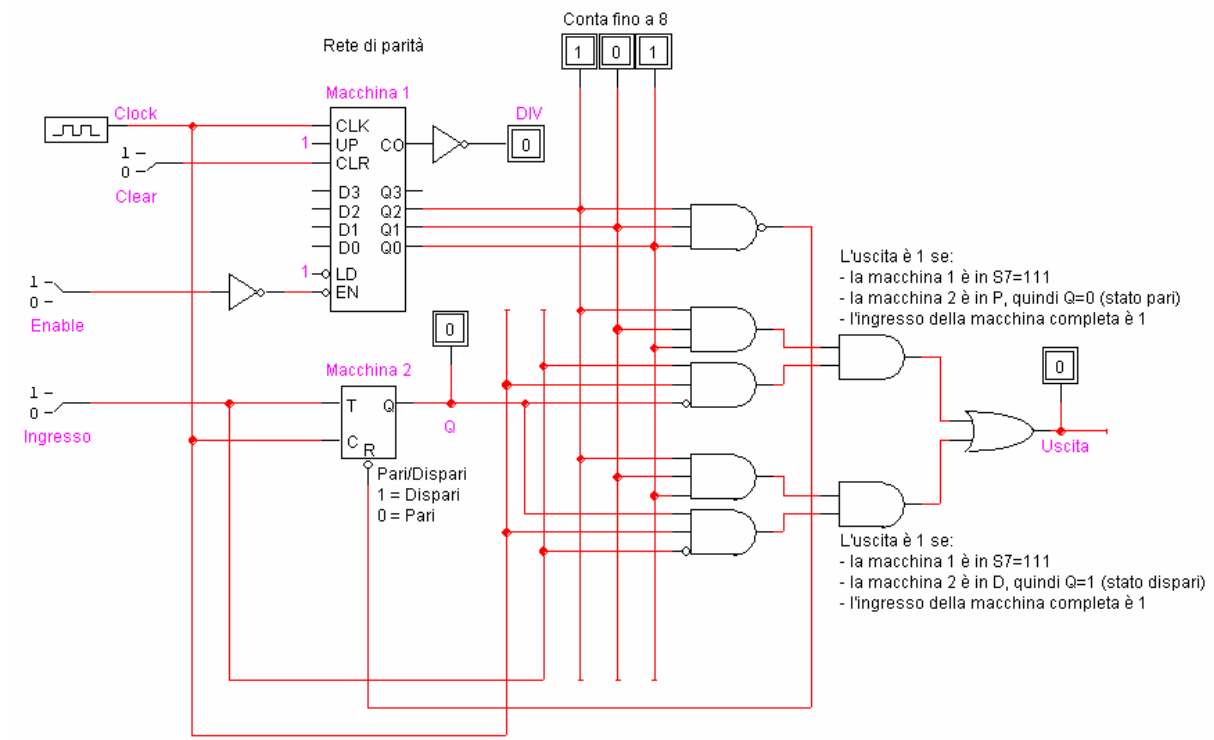 Conta fino a 8
1 0 1
Rete di parità
Macchina 1
Clock
DIV
CLK
UP
CLR
CO
0
1
1
0
Clear
D3
D2
D1
D0
Q3
Q2
Q1
Q0
1
LD
EN
1
0
Enable
L'uscita è 1 se:
- la macchina 1 è in S7=111
- la macchina 2 è in P, quindi Q=0 (stato pari)
- l'ingresso della macchina completa è 1
0
Macchina 2
0
1
0
Ingresso
T
Q
C
R
Q
Uscita
Pari/Dispari
1 = Dispari
0 = Pari
L'uscita è 1 se:
- la macchina 1 è in S7=111
- la macchina 2 è in D, quindi Q=1 (stato dispari)
- l'ingresso della macchina completa è 1